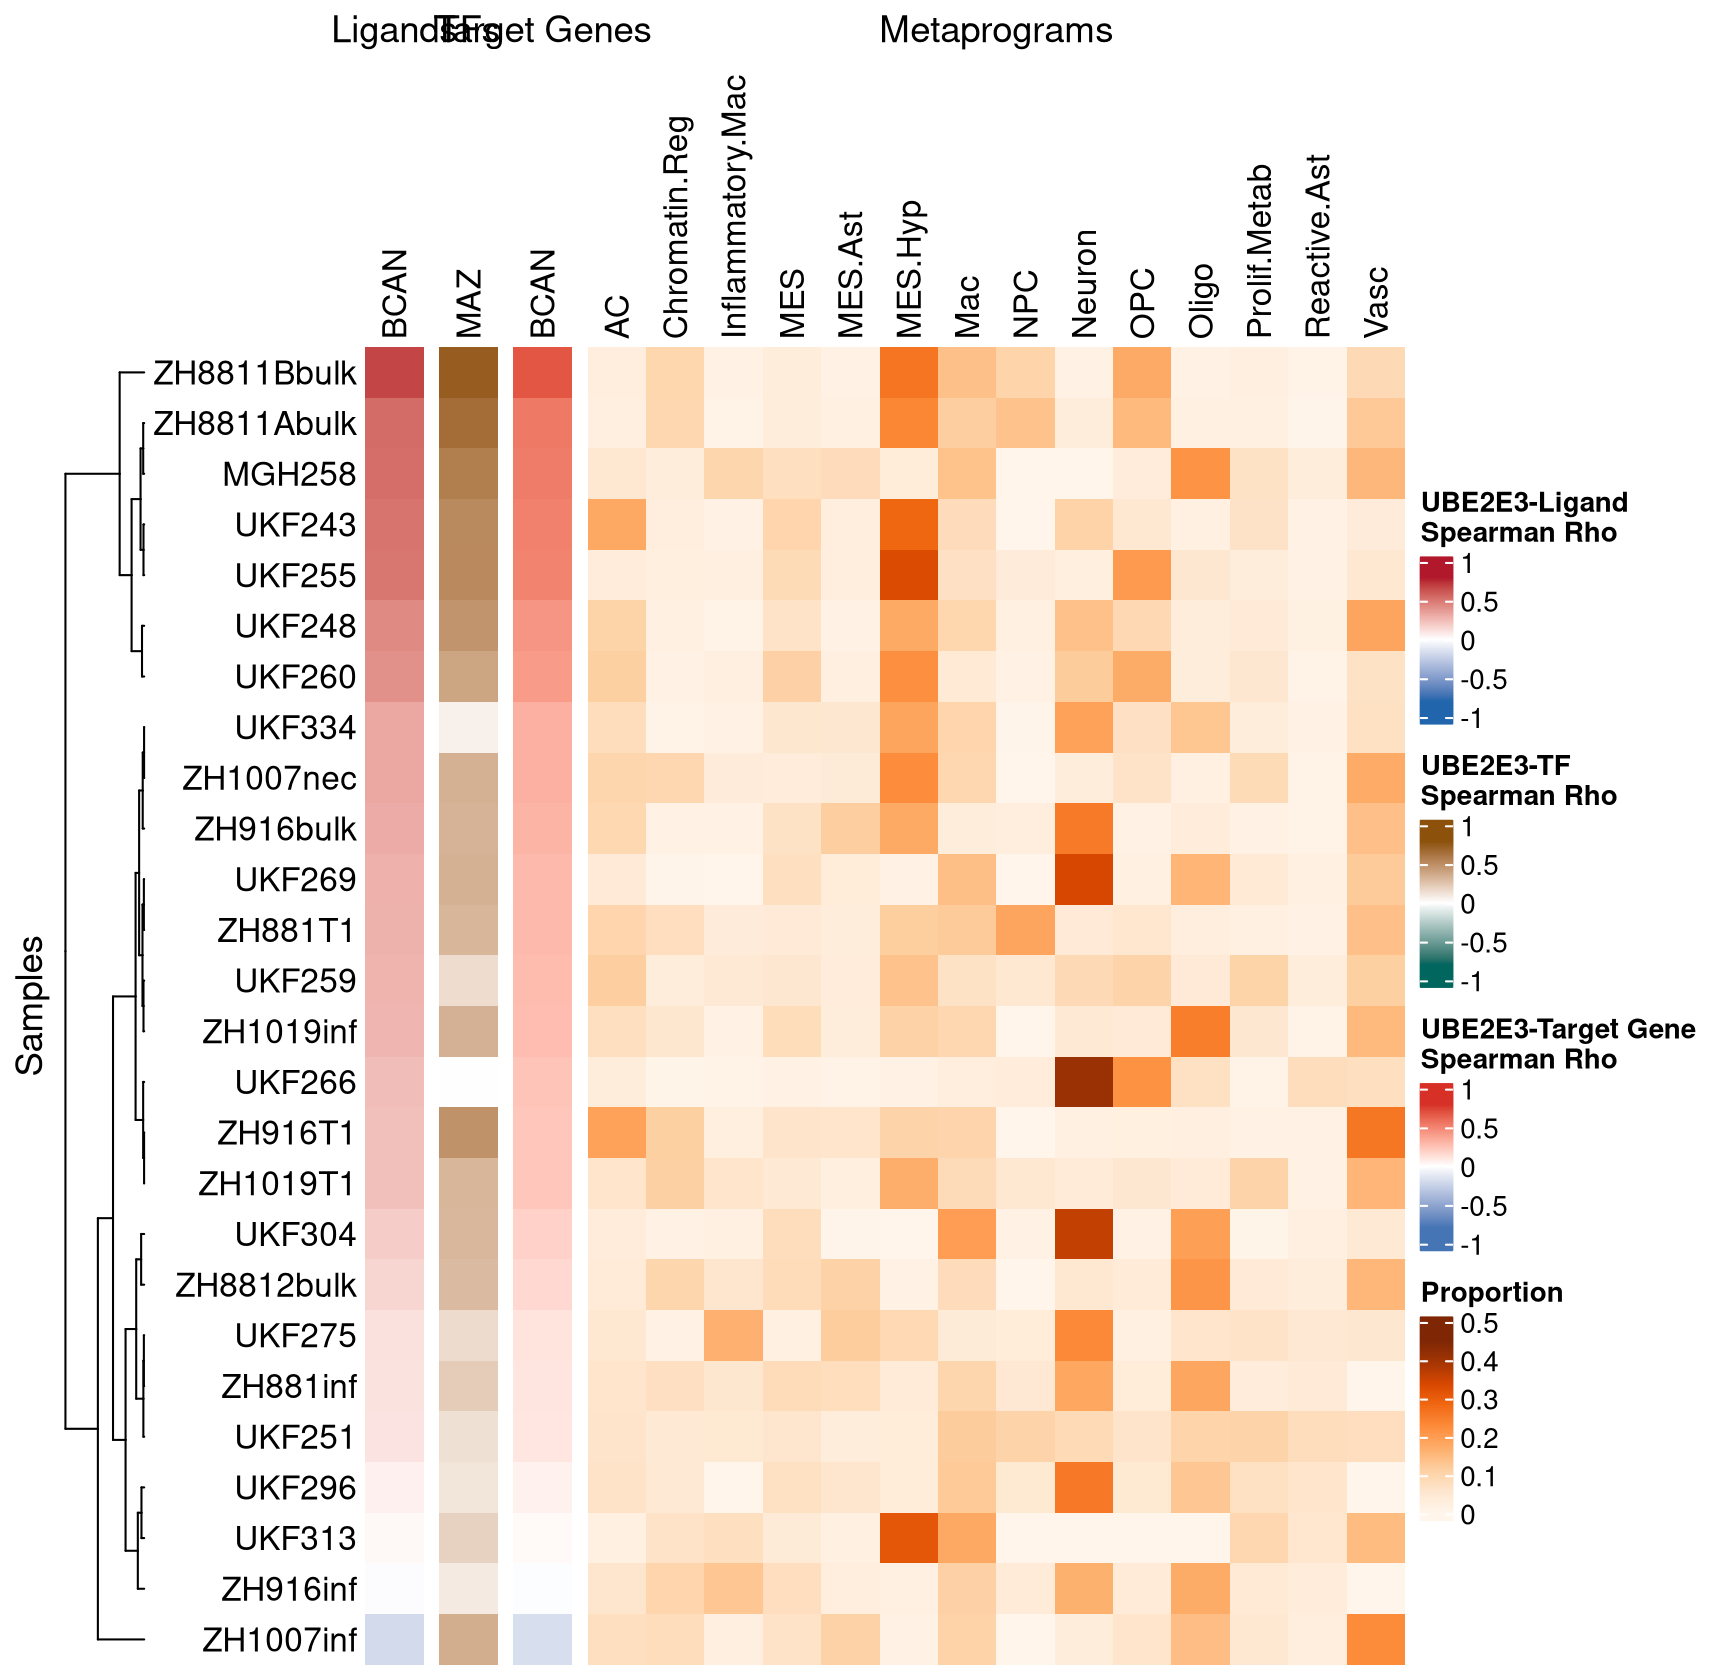 Ligands TFs Target Genes Metaprograms
BCAN MAZ BCAN AC Chromatin.Reg Inflammatory.Mac MES MES.Ast MES.Hyp Mac NPC Neuron OPC Oligo Prolif.Metab Reactive.Ast Vasc
Samples
ZH8811Bbulk
ZH8811Abulk
MGH258
UKF243
UKF255
UKF248
UKF260
UKF334
ZH1007nec
ZH916bulk
UKF269
ZH881T1
UKF259
ZH1019inf
UKF266
ZH916T1
ZH1019T1
UKF304
ZH8812bulk
UKF275
ZH881inf
UKF251
UKF296
UKF313
ZH916inf
ZH1007inf
UBE2E3-Ligand
Spearman Rho
1
0.5
0
-0.5
-1
UBE2E3-TF
Spearman Rho
1
0.5
0
-0.5
-1
UBE2E3-Target Gene
Spearman Rho
1
0.5
0
-0.5
-1
Proportion
0.5
0.4
0.3
0.2
0.1
0